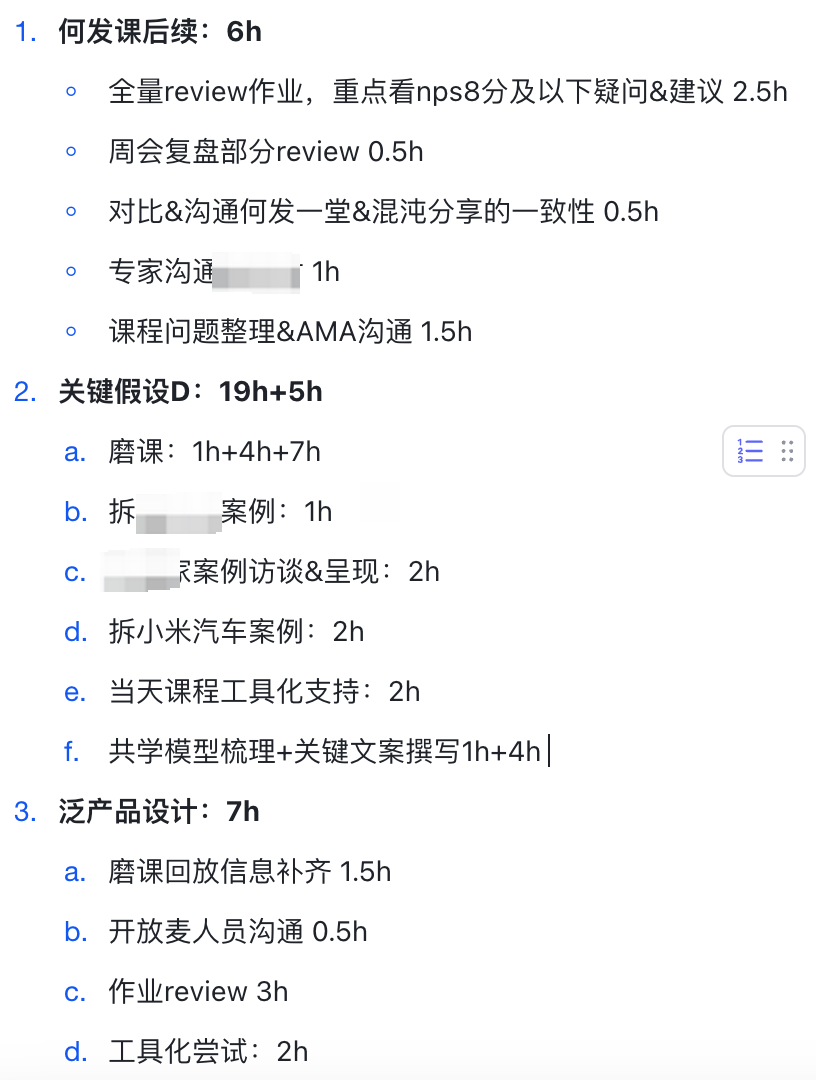 1. 何发课后续：6h
全量review作业，重点看nps8分及以下疑问&建议 2.5h
周会复盘部分review 0.5h
对比&沟通何发一堂&混沌分享的一致性 0.5h
专家沟通 1h
课程问题整理&AMA沟通 1.5h
2. 关键假设D：19h+5h
a. 磨课：1h+4h+7h
b. 拆 案例：1h
c. 案例访谈&呈现：2h
d. 拆小米汽车案例：2h
e. 当天课程工具化支持：2h
f. 共学模型梳理+关键文案撰写1h+4h
3. 泛产品设计：7h
a. 磨课回放信息补齐 1.5h
b. 开放麦人员沟通 0.5h
c. 作业review 3h
d. 工具化尝试：2h